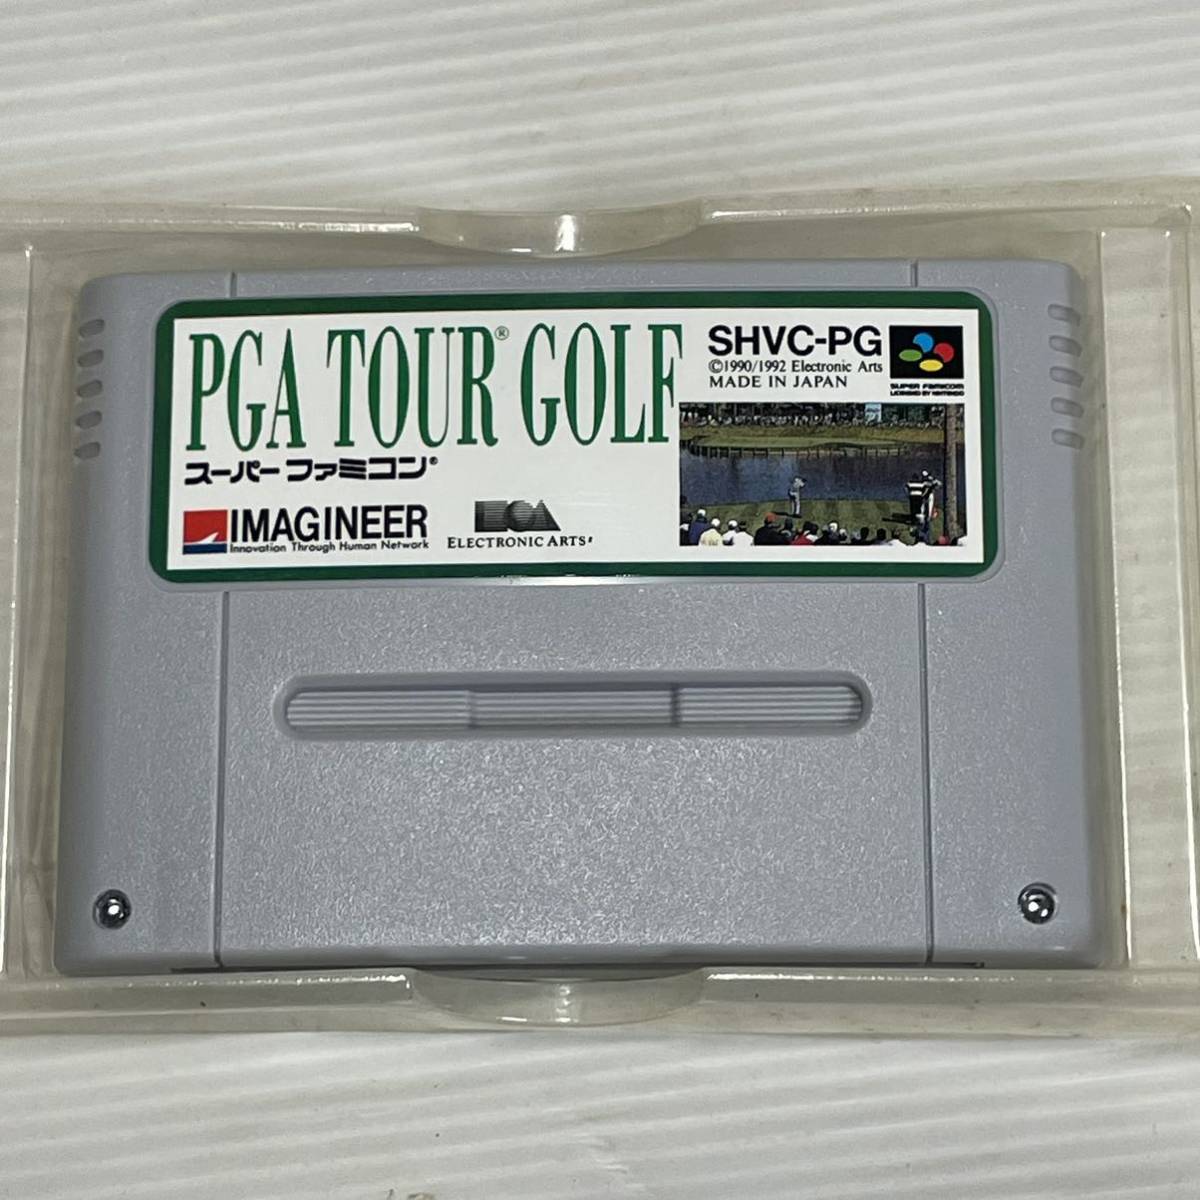 PGA TOUR® GOLF
スーパーファミコン®
IMAGINEER
Innovation Through Human Network
ELECTRONIC ARTS®
SHVC-PG
©1990/1992 Electronic Arts
MADE IN JAPAN
SUPER FAMICOM
LICENSED BY NINTENDO